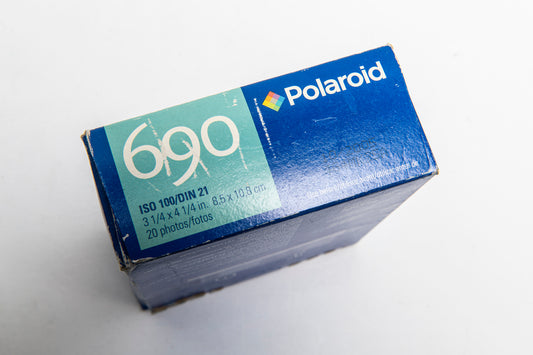 Polaroid
690
ISO 100/DIN 21
3 1/4 x 4 1/4 in. 8.5 x 10.8 cm
20 photos/fotos